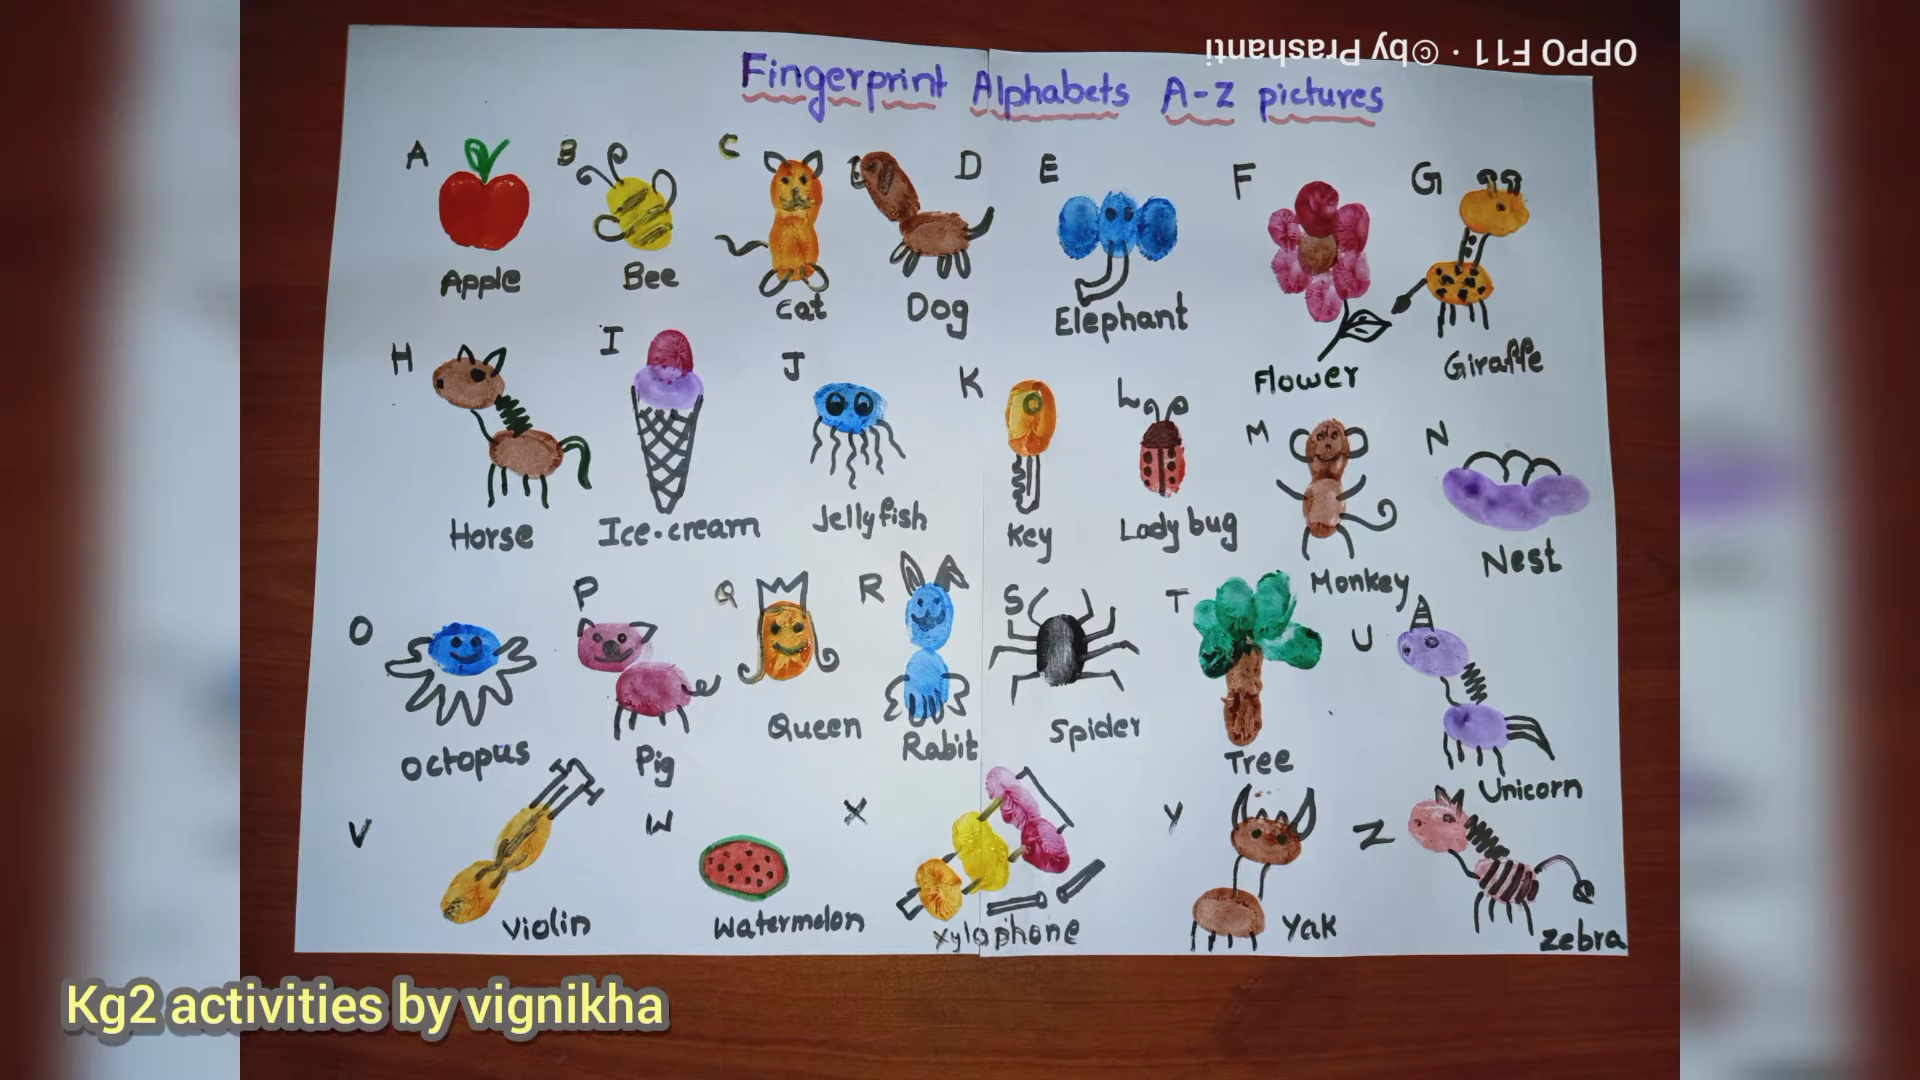 OPPO F11 · ©by Prashanti
Fingerprint Alphabets A-Z pictures
A B C D E F G
Apple Bee cat Dog Elephant Flower Giraffe
H I J K L M N
Horse Ice-cream Jellyfish Key Lady bug Monkey Nest
O P Q R S T U
Octopus Pig Queen Rabit Spider Tree Unicorn
V W X Y Z
Violin Watermelon Xylophone Yak Zebra
Kg2 activities by vignikha